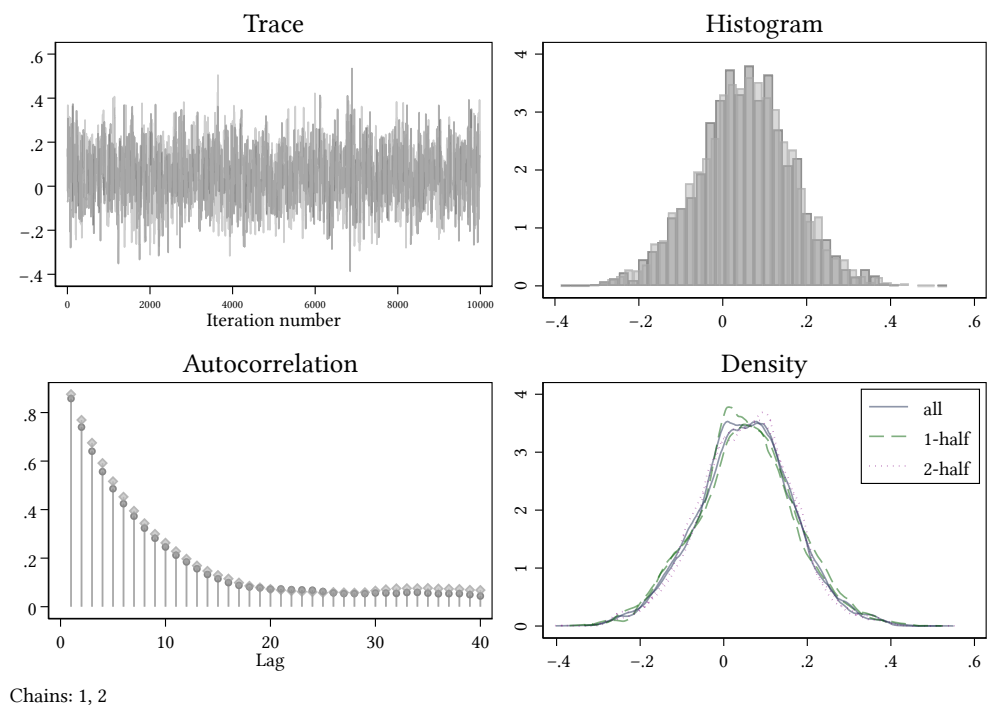 Trace
.6
.4
.2
0
−.2
−.4
0 2000 4000 6000 8000 10000
Iteration number
Histogram
4
3
2
1
0
−.4 −.2 0 .2 .4 .6
Autocorrelation
.8
.6
.4
.2
0
0 10 20 30 40
Lag
Density
4
3
2
1
0
−.4 −.2 0 .2 .4 .6
all
1-half
2-half
Chains: 1, 2